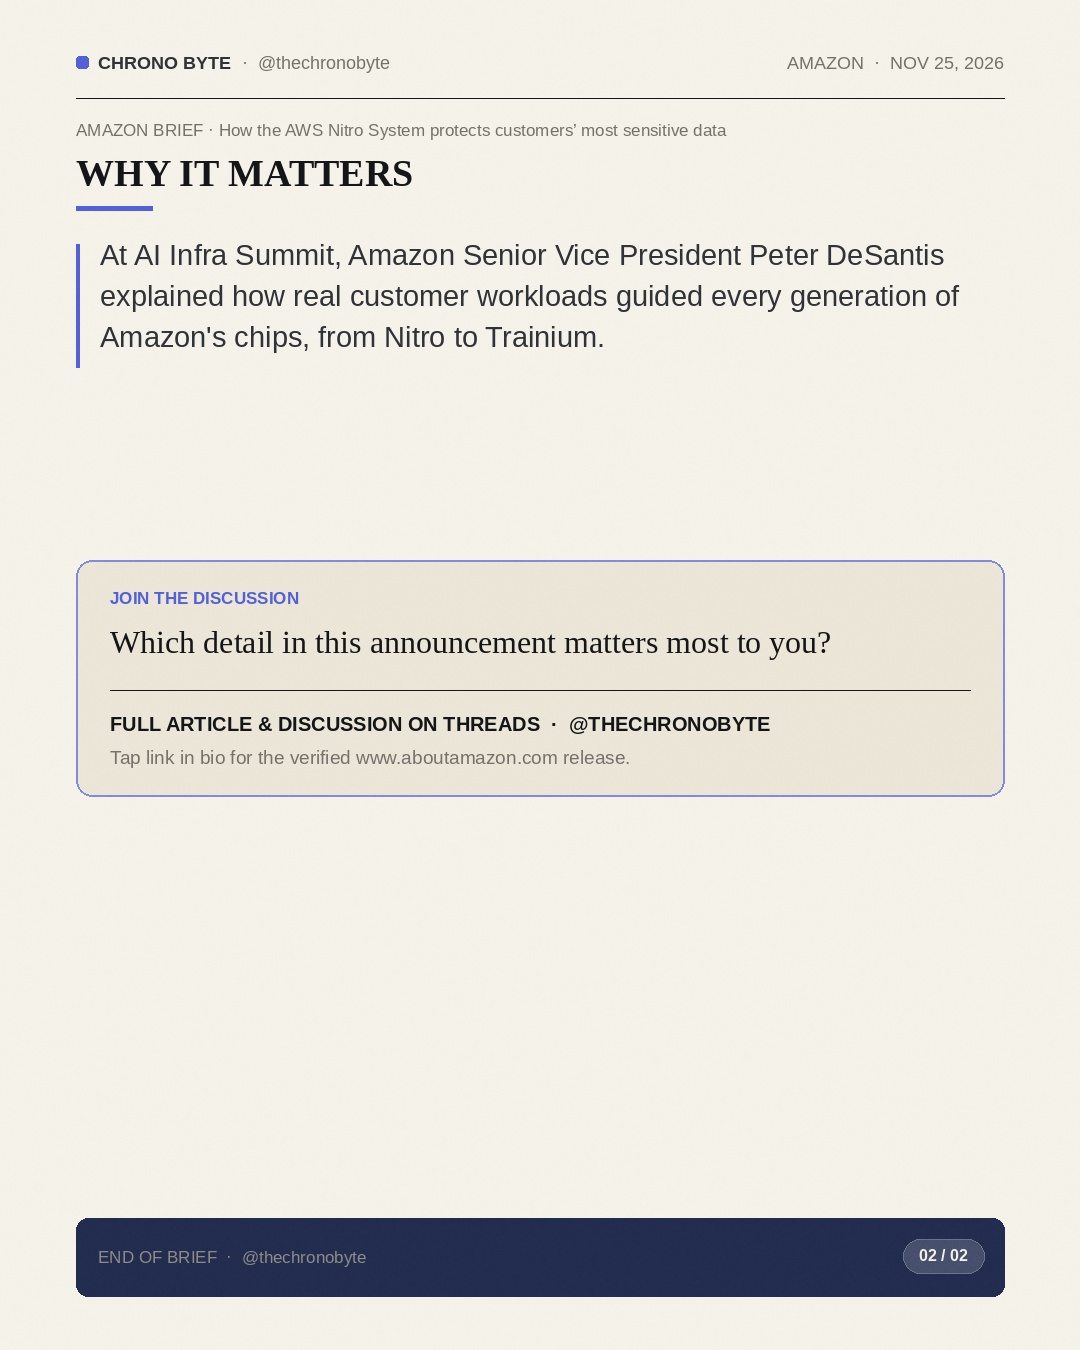 CHRONO BYTE · @thechronobyte
AMAZON · NOV 25, 2026
AMAZON BRIEF · How the AWS Nitro System protects customers’ most sensitive data
WHY IT MATTERS
At AI Infra Summit, Amazon Senior Vice President Peter DeSantis
explained how real customer workloads guided every generation of
Amazon's chips, from Nitro to Trainium.
JOIN THE DISCUSSION
Which detail in this announcement matters most to you?
FULL ARTICLE & DISCUSSION ON THREADS · @THECHRONOBYTE
Tap link in bio for the verified www.aboutamazon.com release.
END OF BRIEF · @thechronobyte
02 / 02